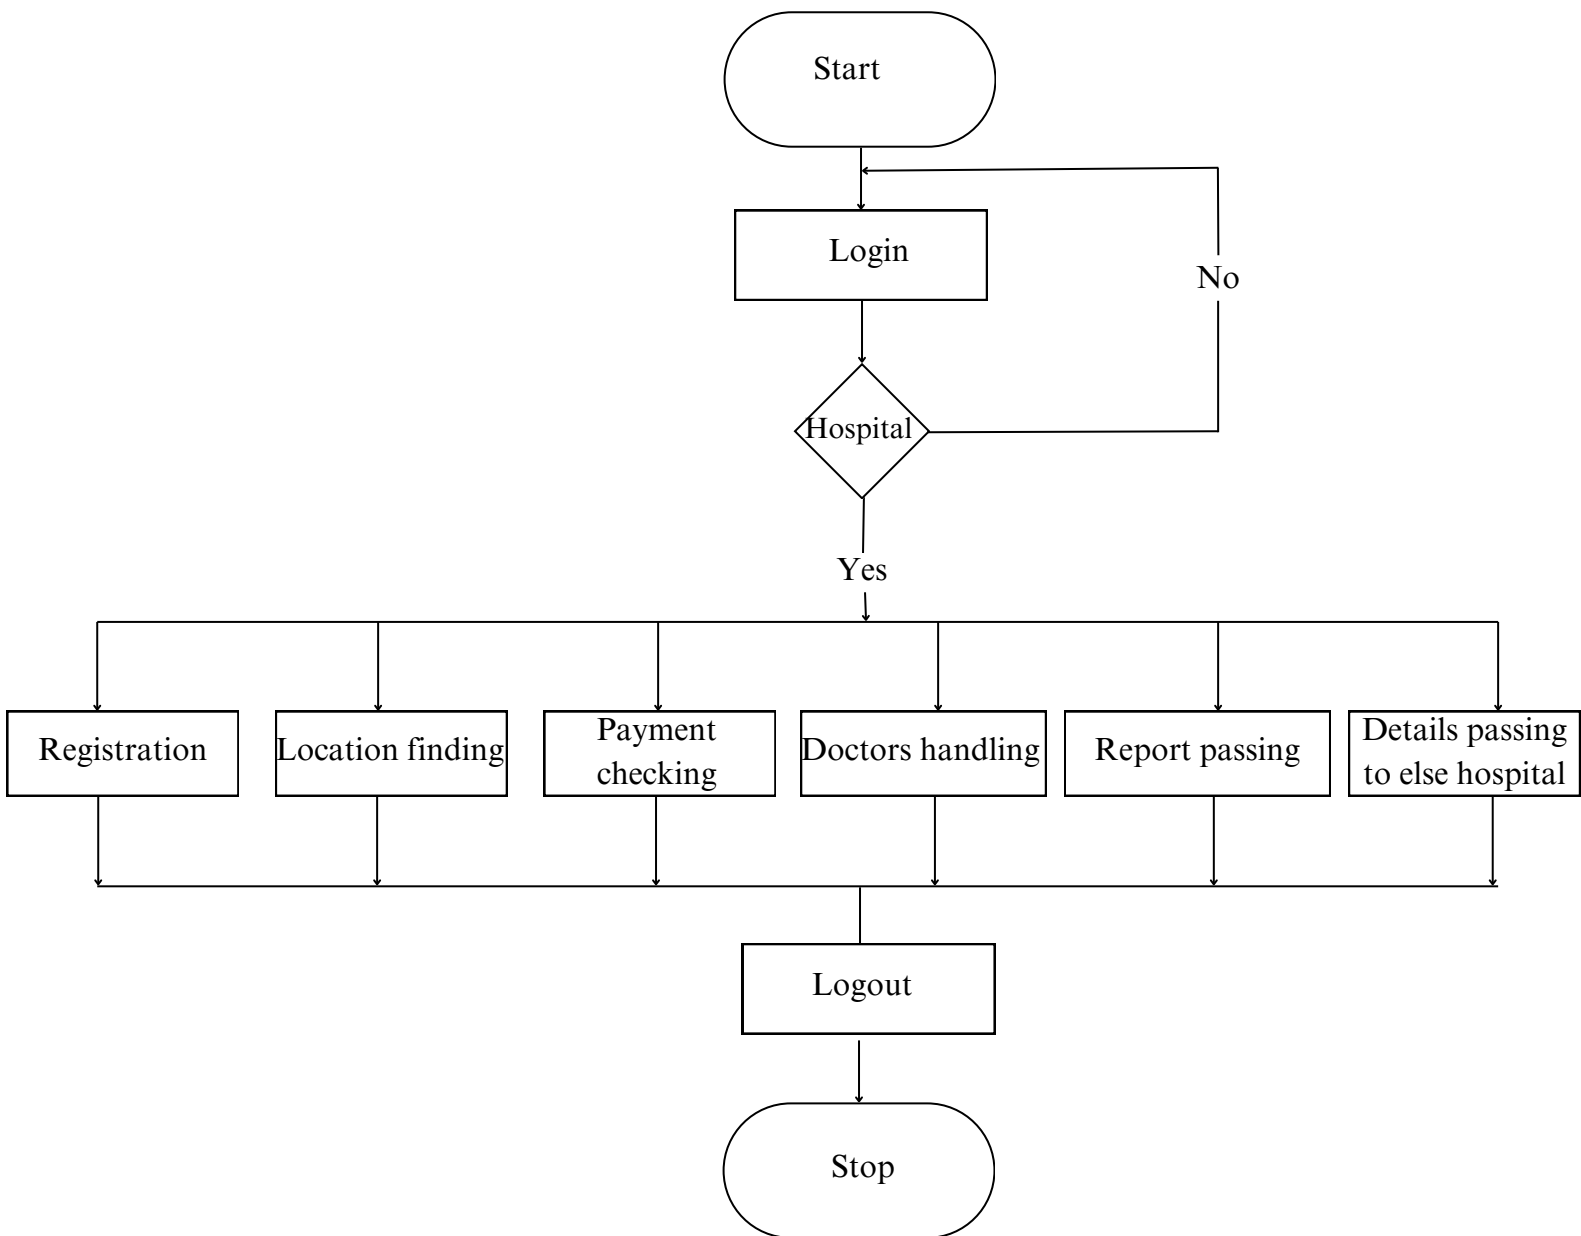 Start
Login
No
Hospital
Yes
Registration
Location finding
Payment
checking
Doctors handling
Report passing
Details passing
to else hospital
Logout
Stop